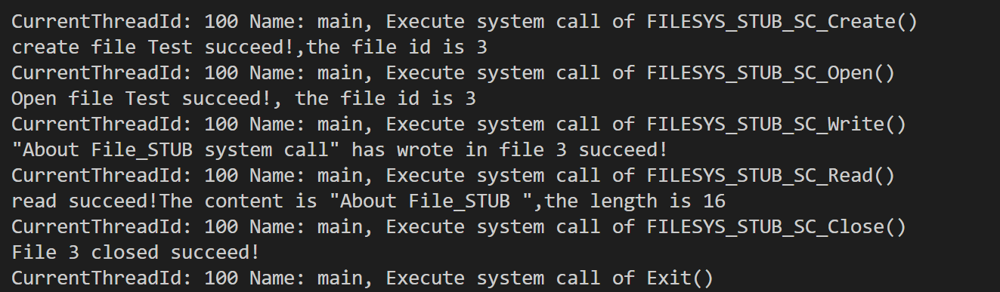 CurrentThreadId: 100 Name: main, Execute system call of FILESYS_STUB_SC_Create()
create file Test succeed!,the file id is 3
CurrentThreadId: 100 Name: main, Execute system call of FILESYS_STUB_SC_Open()
Open file Test succeed!, the file id is 3
CurrentThreadId: 100 Name: main, Execute system call of FILESYS_STUB_SC_Write()
"About File_STUB system call" has wrote in file 3 succeed!
CurrentThreadId: 100 Name: main, Execute system call of FILESYS_STUB_SC_Read()
read succeed!The content is "About File_STUB ",the length is 16
CurrentThreadId: 100 Name: main, Execute system call of FILESYS_STUB_SC_Close()
File 3 closed succeed!
CurrentThreadId: 100 Name: main, Execute system call of Exit()